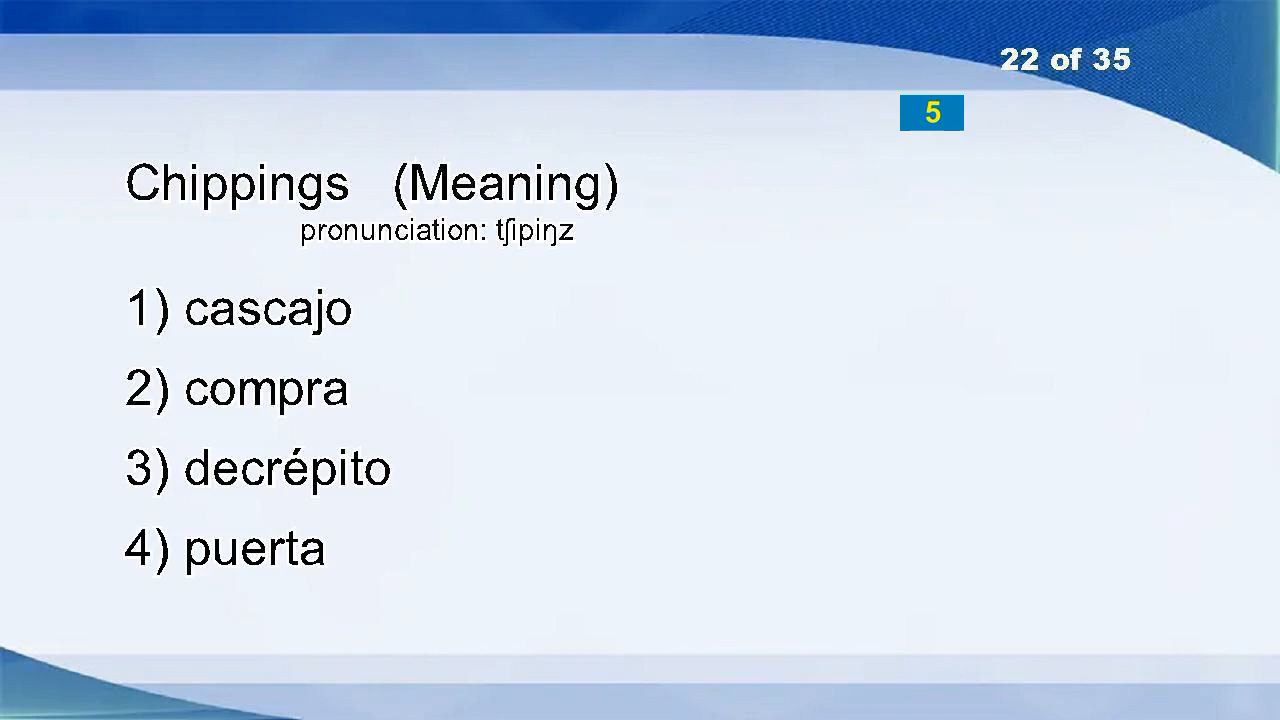 22 of 35
5
Chippings (Meaning)
pronunciation: tʃipiŋz
1) cascajo
2) compra
3) decrépito
4) puerta